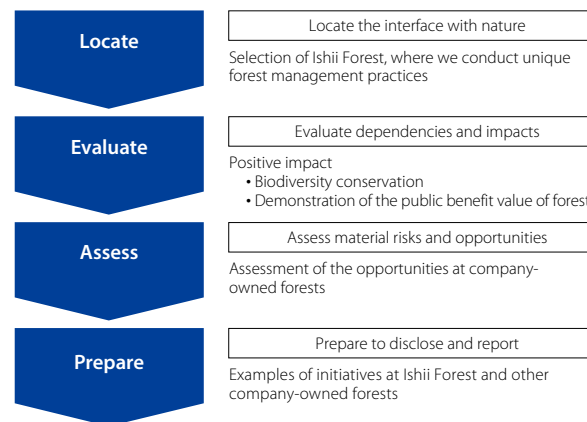 Locate
Locate the interface with nature
Selection of Ishii Forest, where we conduct unique
forest management practices
Evaluate
Evaluate dependencies and impacts
Positive impact
• Biodiversity conservation
• Demonstration of the public benefit value of forest
Assess
Assess material risks and opportunities
Assessment of the opportunities at company-
owned forests
Prepare
Prepare to disclose and report
Examples of initiatives at Ishii Forest and other
company-owned forests